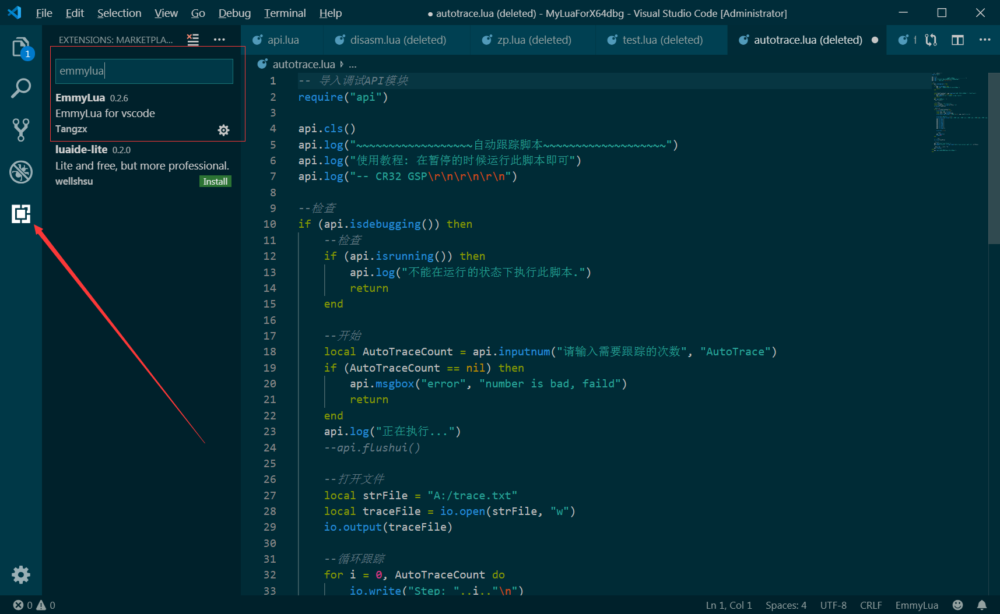 File Edit Selection View Go Debug Terminal Help
● autotrace.lua (deleted) - MyLuaForX64dbg - Visual Studio Code [Administrator]
1
EXTENSIONS: MARKETPLA...
emmylua
EmmyLua 0.2.6
EmmyLua for vscode
Tangzx
luaide-lite 0.2.0
Lite and free, but more professional.
wellshsu
Install
api.lua disasm.lua (deleted) zp.lua (deleted) test.lua (deleted) autotrace.lua (deleted) ●
autotrace.lua ...
1 -- 导入调试API模块
2 require("api")
3
4 api.cls()
5 api.log("~~~~~~~~~~~~~~~~~~自动跟踪脚本~~~~~~~~~~~~~~~~~~~")
6 api.log("使用教程: 在暂停的时候运行此脚本即可")
7 api.log("-- CR32 GSP\r\n\r\n\r\n")
8
9 --检查
10 if (api.isdebugging()) then
11 --检查
12 if (api.isrunning()) then
13 api.log("不能在运行的状态下执行此脚本.")
14 return
15 end
16
17 --开始
18 local AutoTraceCount = api.inputnum("请输入需要跟踪的次数", "AutoTrace")
19 if (AutoTraceCount == nil) then
20 api.msgbox("error", "number is bad, faild")
21 return
22 end
23 api.log("正在执行...")
24 --api.flushui()
25
26 --打开文件
27 local strFile = "A:/trace.txt"
28 local traceFile = io.open(strFile, "w")
29 io.output(traceFile)
30
31 --循环跟踪
32 for i = 0, AutoTraceCount do
33 io.write("Step: "..i.."\n")
0 0
Ln 1, Col 1 Spaces: 4 UTF-8 CRLF EmmyLua